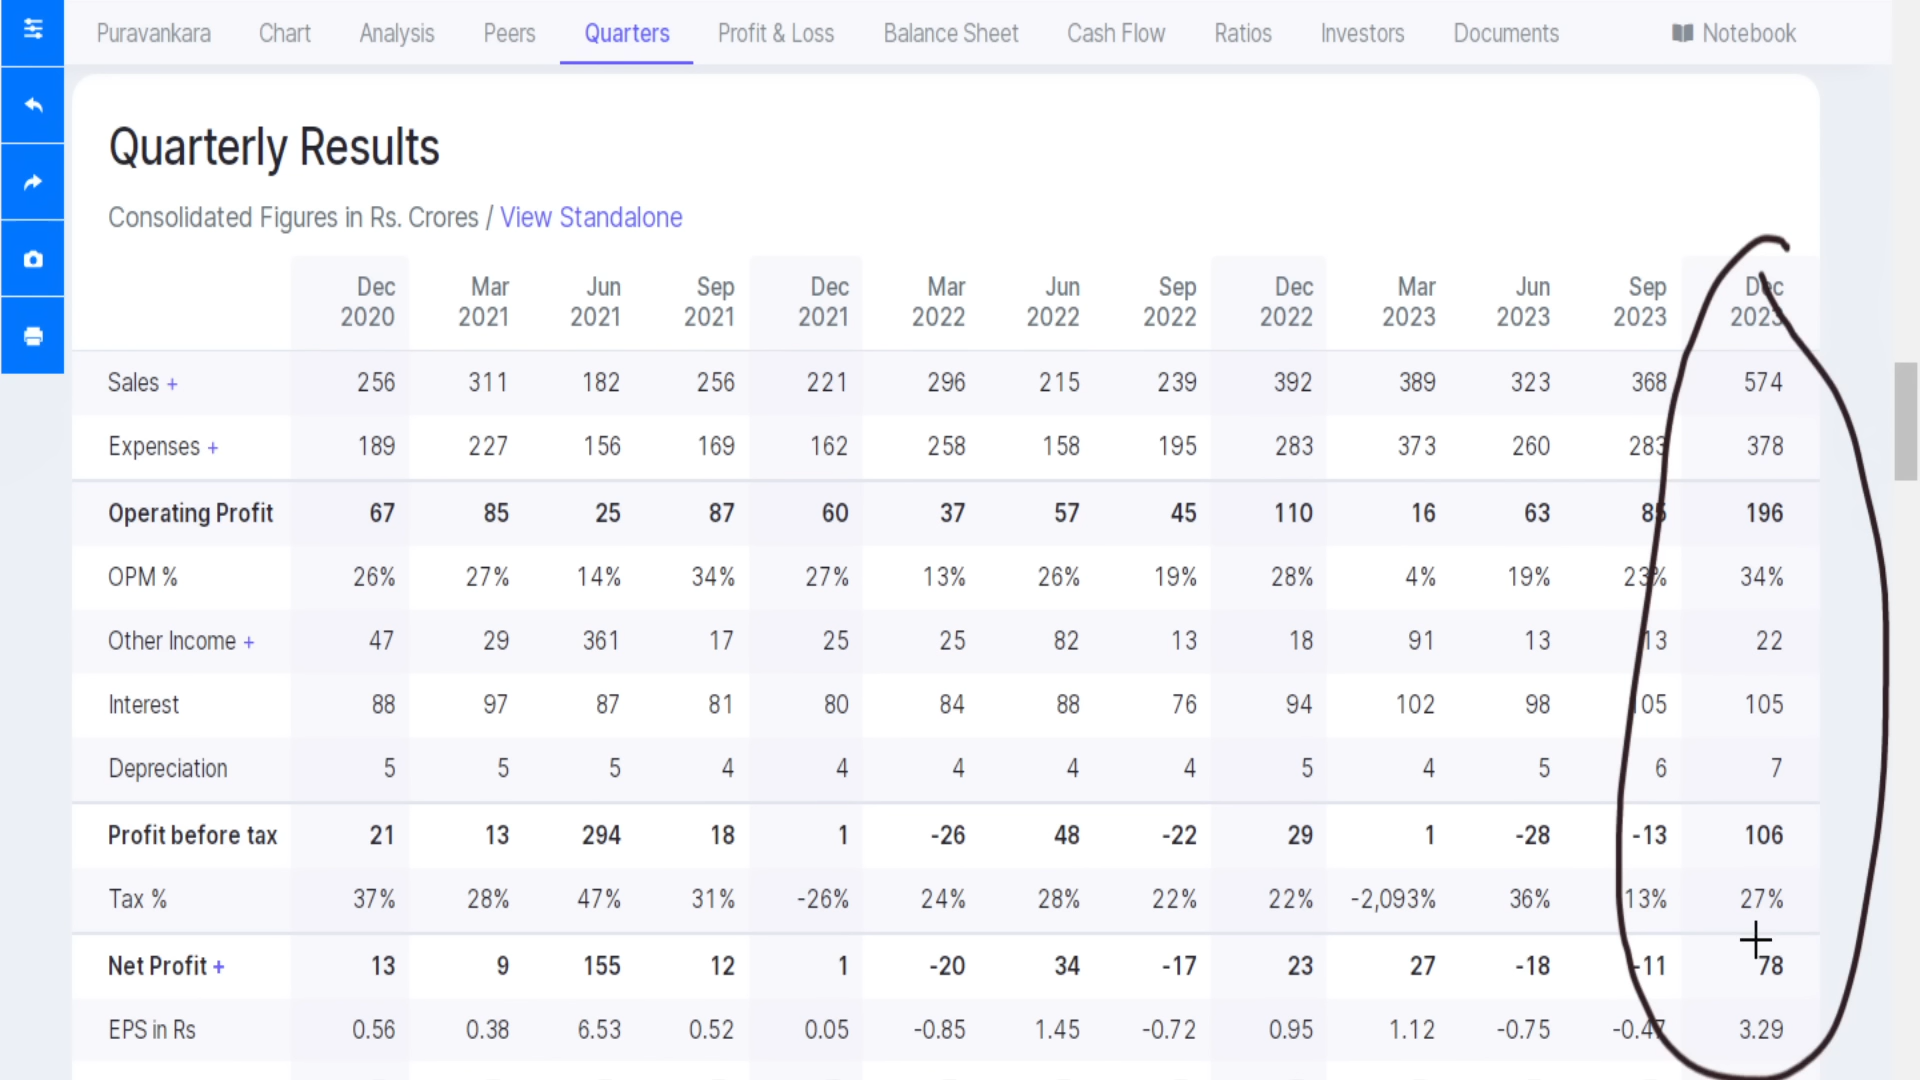 Puravankara Chart Analysis Peers Quarters Profit & Loss Balance Sheet Cash Flow Ratios Investors Documents Notebook
Quarterly Results
Consolidated Figures in Rs. Crores / View Standalone
Dec 2020 Mar 2021 Jun 2021 Sep 2021 Dec 2021 Mar 2022 Jun 2022 Sep 2022 Dec 2022 Mar 2023 Jun 2023 Sep 2023 Dec 2023
Sales + 256 311 182 256 221 296 215 239 392 389 323 368 574
Expenses + 189 227 156 169 162 258 158 195 283 373 260 283 378
Operating Profit 67 85 25 87 60 37 57 45 110 16 63 85 196
OPM % 26% 27% 14% 34% 27% 13% 26% 19% 28% 4% 19% 23% 34%
Other Income + 47 29 361 17 25 25 82 13 18 91 13 13 22
Interest 88 97 87 81 80 84 88 76 94 102 98 105 105
Depreciation 5 5 5 4 4 4 4 4 5 4 5 6 7
Profit before tax 21 13 294 18 1 -26 48 -22 29 1 -28 -13 106
Tax % 37% 28% 47% 31% -26% 24% 28% 22% 22% -2,093% 36% 13% 27%
Net Profit + 13 9 155 12 1 -20 34 -17 23 27 -18 -11 78
EPS in Rs 0.56 0.38 6.53 0.52 0.05 -0.85 1.45 -0.72 0.95 1.12 -0.75 -0.47 3.29